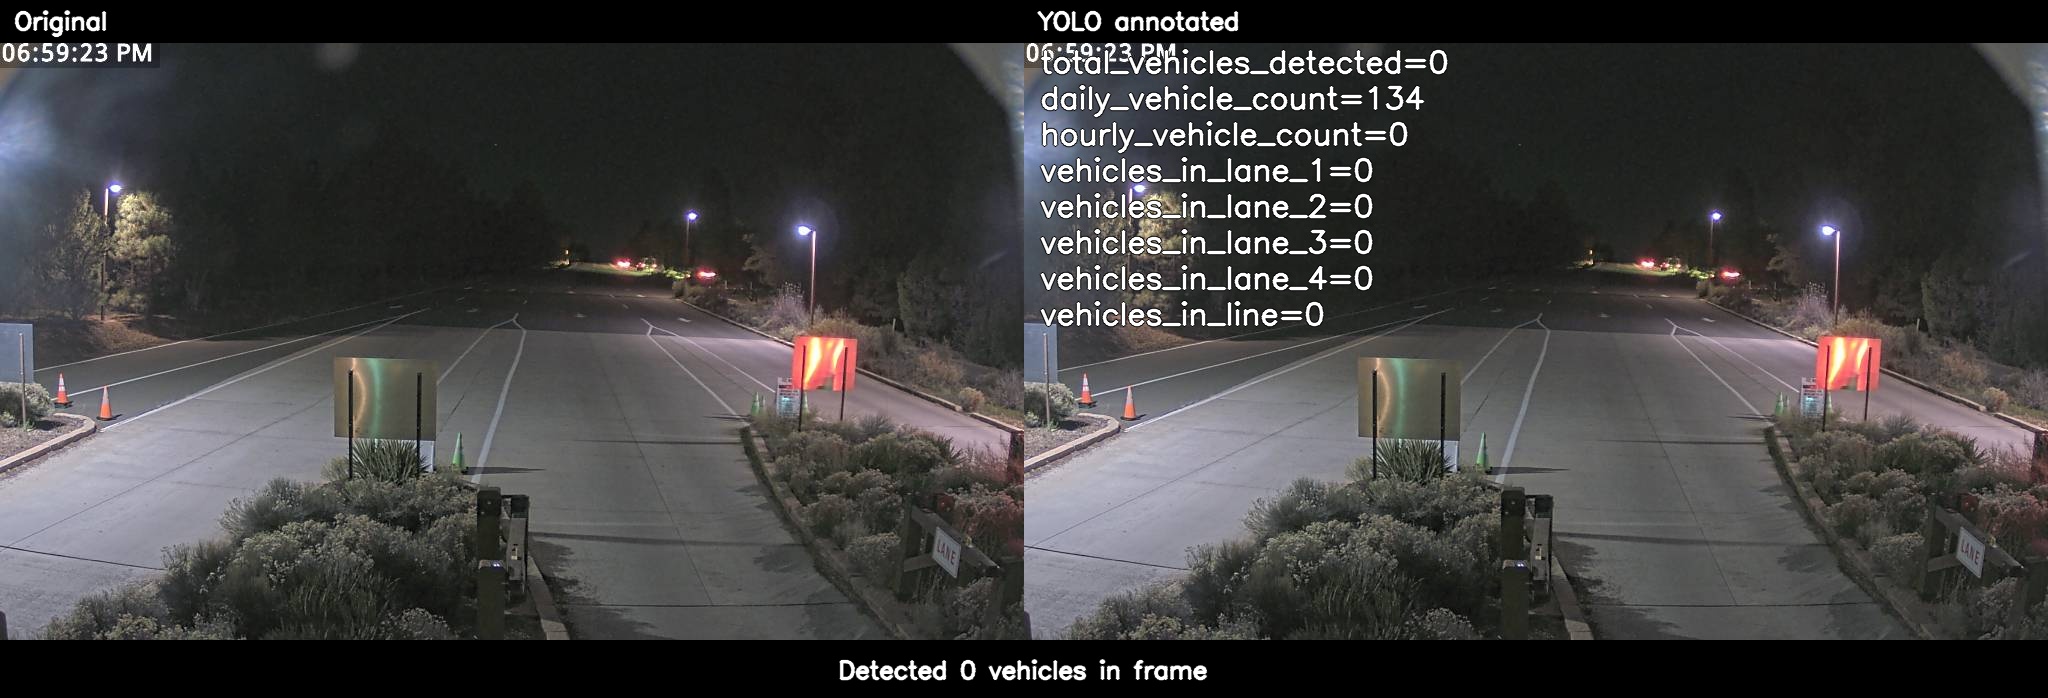 Original
06:59:23 PM
LANE
YOLO annotated
06:59:23 PM
total_vehicles_detected=0
daily_vehicle_count=134
hourly_vehicle_count=0
vehicles_in_lane_1=0
vehicles_in_lane_2=0
vehicles_in_lane_3=0
vehicles_in_lane_4=0
vehicles_in_line=0
LANE
Detected 0 vehicles in frame